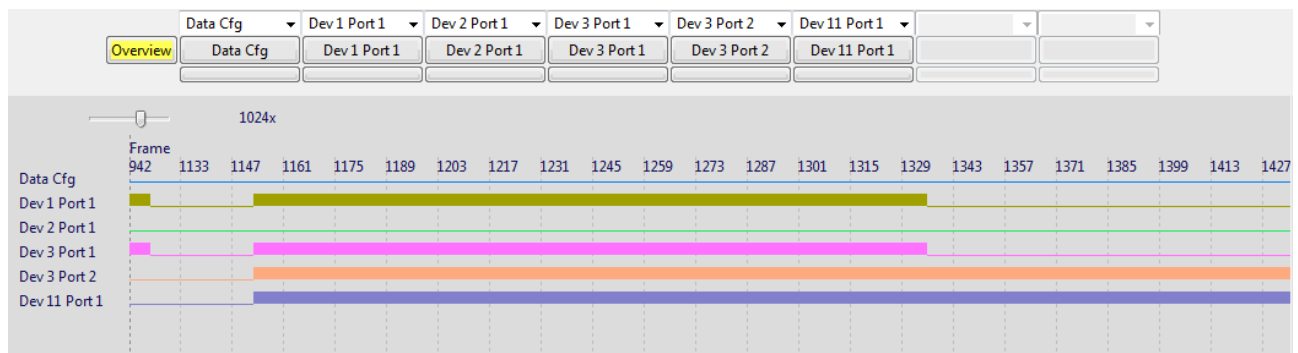 Data Cfg Dev 1 Port 1 Dev 2 Port 1 Dev 3 Port 1 Dev 3 Port 2 Dev 11 Port 1
Overview Data Cfg Dev 1 Port 1 Dev 2 Port 1 Dev 3 Port 1 Dev 3 Port 2 Dev 11 Port 1
1024x
Frame
942 1133 1147 1161 1175 1189 1203 1217 1231 1245 1259 1273 1287 1301 1315 1329 1343 1357 1371 1385 1399 1413 1427
Data Cfg
Dev 1 Port 1
Dev 2 Port 1
Dev 3 Port 1
Dev 3 Port 2
Dev 11 Port 1